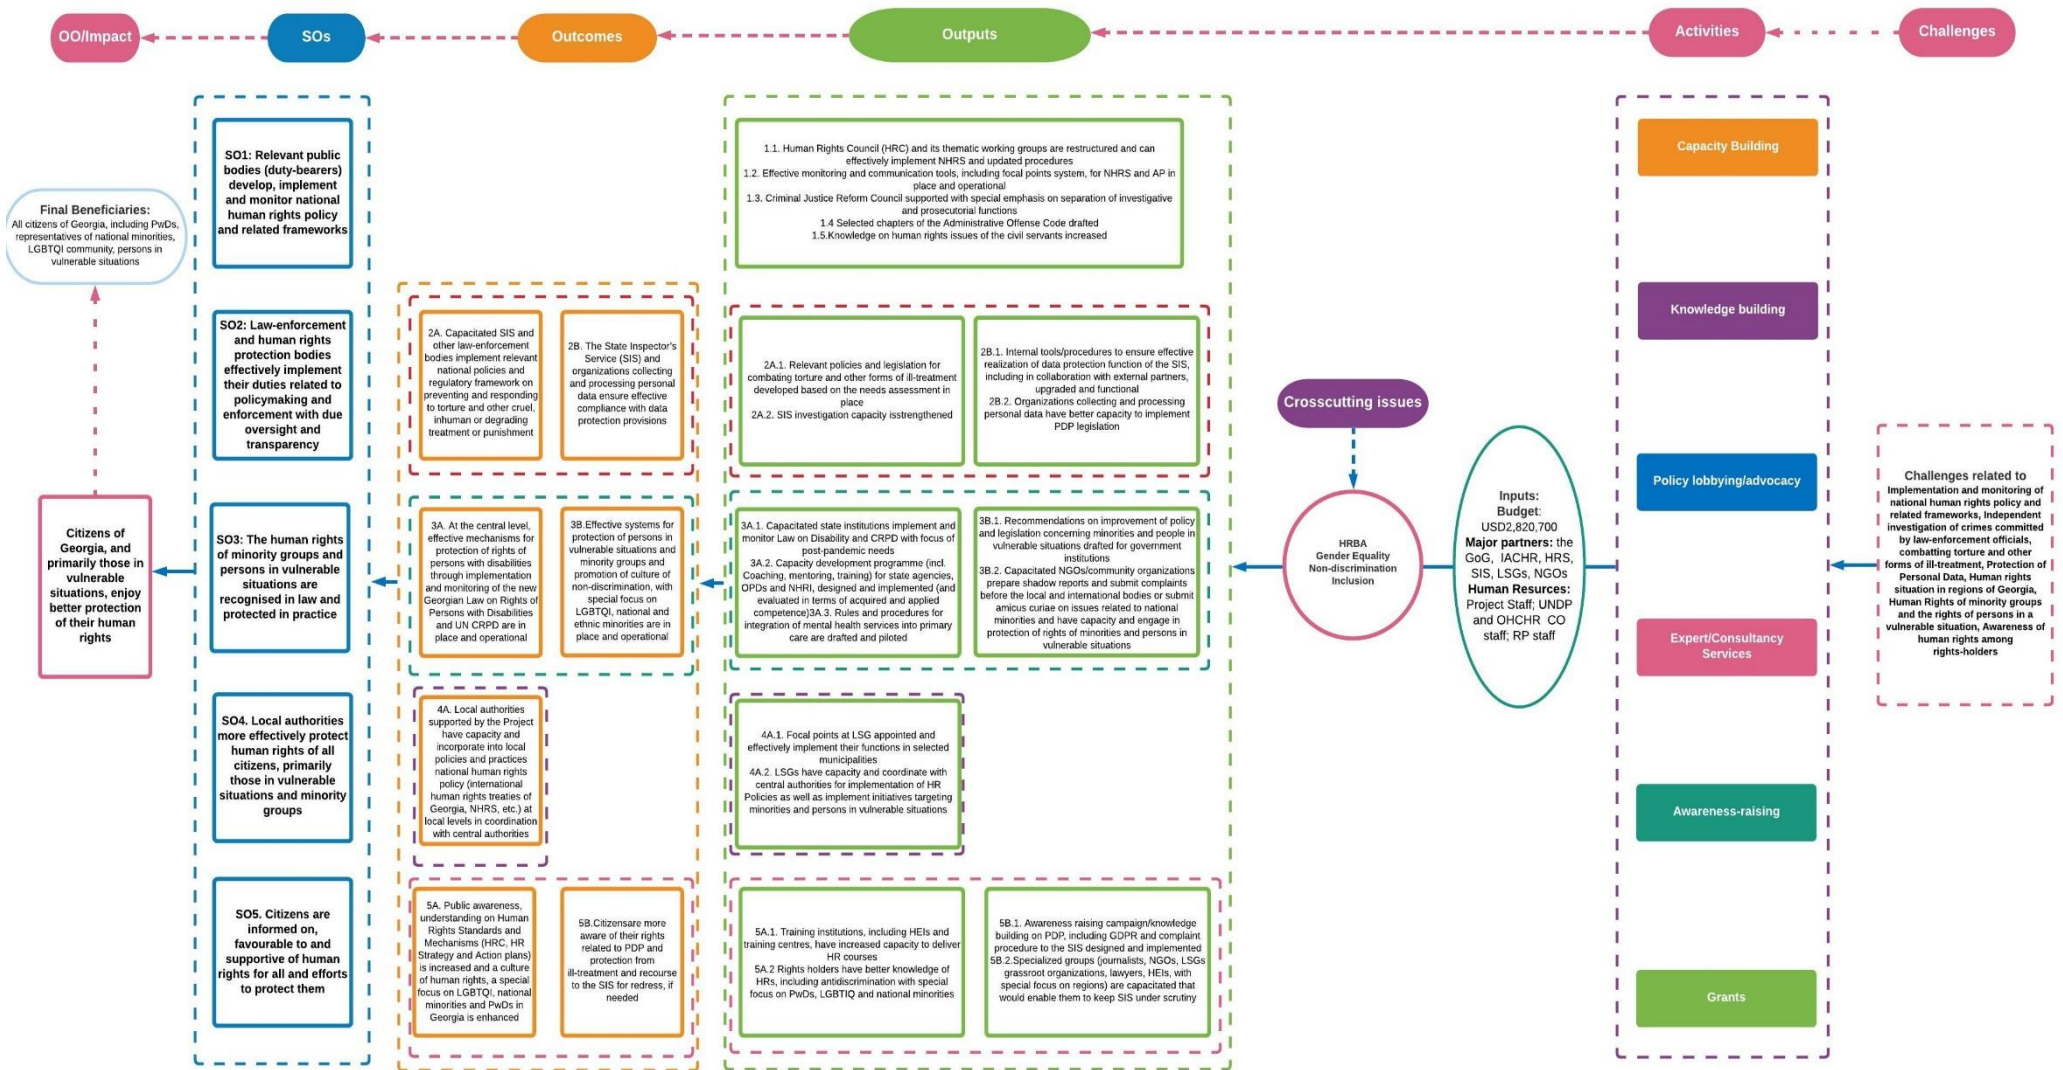 OO/Impact
SOs
Outcomes
Outputs
Activities
Challenges
Final Beneficiaries:
All citizens of Georgia, including PwDs,
representatives of national minorities,
LGBTQI community, persons in
vulnerable situations
Citizens of
Georgia, and
primarily those in
vulnerable
situations, enjoy
better protection
of their human
rights
SO1: Relevant public
bodies (duty-bearers)
develop, implement
and monitor national
human rights policy
and related frameworks
SO2: Law-enforcement
and human rights
protection bodies
effectively implement
their duties related to
policymaking and
enforcement with due
oversight and
transparency
SO3: The human rights
of minority groups and
persons in vulnerable
situations are
recognised in law and
protected in practice
SO4. Local authorities
more effectively protect
human rights of all
citizens, primarily
those in vulnerable
situations and minority
groups
SO5. Citizens are
informed on,
favourable to and
supportive of human
rights for all and efforts
to protect them
2A. Capacitated SIS and
other law-enforcement
bodies implement relevant
national policies and
regulatory framework on
preventing and responding
to torture and other cruel,
inhuman or degrading
treatment or punishment
2B. The State Inspector's
Service (SIS) and
organizations collecting
and processing personal
data ensure effective
compliance with data
protection provisions
3A. At the central level,
effective mechanisms for
protection of rights of
persons with disabilities
through implementation
and monitoring of the new
Georgian Law on Rights of
Persons with Disabilities
and UN CRPD are in
place and operational
3B.Effective systems for
protection of persons in
vulnerable situations and
minority groups and
promotion of culture of
non-discrimination, with
special focus on
LGBTQI, national and
ethnic minorities are in
place and operational
4A. Local authorities
supported by the Project
have capacity and
incorporate into local
policies and practices
national human rights
policy (international
human rights treaties of
Georgia, NHRS, etc.) at
local levels in coordination
with central authorities
5A. Public awareness,
understanding on Human
Rights Standards and
Mechanisms (HRC, HR
Strategy and Action plans)
is increased and a culture
of human rights, a special
focus on LGBTQI, national
minorities and PwDs in
Georgia is enhanced
5B.Citizensare more
aware of their rights
related to PDP and
protection from
ill-treatment and recourse
to the SIS for redress, if
needed
1.1. Human Rights Council (HRC) and its thematic working groups are restructured and can
effectively implement NHRS and updated procedures
1.2. Effective monitoring and communication tools, including focal points system, for NHRS and AP in
place and operational
1.3. Criminal Justice Reform Council supported with special emphasis on separation of investigative
and prosecutorial functions
1.4 Selected chapters of the Administrative Offense Code drafted
1.5.Knowledge on human rights issues of the civil servants increased
2A.1. Relevant policies and legislation for
combating torture and other forms of ill-treatment
developed based on the needs assessment in
place
2A.2. SIS investigation capacity isstrengthened
2B.1. Internal tools/procedures to ensure effective
realization of data protection function of the SIS,
including in collaboration with external partners,
upgraded and functional
2B.2. Organizations collecting and processing
personal data have better capacity to implement
PDP legislation
3A.1. Capacitated state institutions implement and
monitor Law on Disability and CRPD with focus of
post-pandemic needs
3A.2. Capacity development programme (incl.
Coaching, mentoring, training) for state agencies,
OPDs and NHRI, designed and implemented (and
evaluated in terms of acquired and applied
competence)3A.3. Rules and procedures for
integration of mental health services into primary
care are drafted and piloted
3B.1. Recommendations on improvement of policy
and legislation concerning minorities and people in
vulnerable situations drafted for government
institutions
3B.2. Capacitated NGOs/community organizations
prepare shadow reports and submit complaints
before the local and international bodies or submit
amicus curiae on issues related to national
minorities and have capacity and engage in
protection of rights of minorities and persons in
vulnerable situations
4A.1. Focal points at LSG appointed and
effectively implement their functions in selected
municipalities
4A.2. LSGs have capacity and coordinate with
central authorities for implementation of HR
Policies as well as implement initiatives targeting
minorities and persons in vulnerable situations
5A.1. Training institutions, including HEIs and
training centres, have increased capacity to deliver
HR courses
5A.2 Rights holders have better knowledge of
HRs, including antidiscrimination with special
focus on PwDs, LGBTIQ and national minorities
5B.1. Awareness raising campaign/knowledge
building on PDP, including GDPR and complaint
procedure to the SIS designed and implemented
5B.2.Specialized groups (journalists, NGOs, LSGs
grassroot organizations, lawyers, HEIs, with
special focus on regions) are capacitated that
would enable them to keep SIS under scrutiny
Crosscutting issues
HRBA
Gender Equality
Non-discrimination
Inclusion
Inputs:
Budget:
USD2,820,700
Major partners: the
GoG, IACHR, HRS,
SIS, LSGs, NGOs
Human Resurces:
Project Staff; UNDP
and OHCHR CO
staff; RP staff
Capacity Building
Knowledge building
Policy lobbying/advocacy
Expert/Consultancy
Services
Awareness-raising
Grants
Challenges related to
Implementation and monitoring of
national human rights policy and
related frameworks, Independent
investigation of crimes committed
by law-enforcement officials,
combatting torture and other
forms of ill-treatment, Protection of
Personal Data, Human rights
situation in regions of Georgia,
Human Rights of minority groups
and the rights of persons in a
vulnerable situation, Awareness of
human rights among
rights-holders